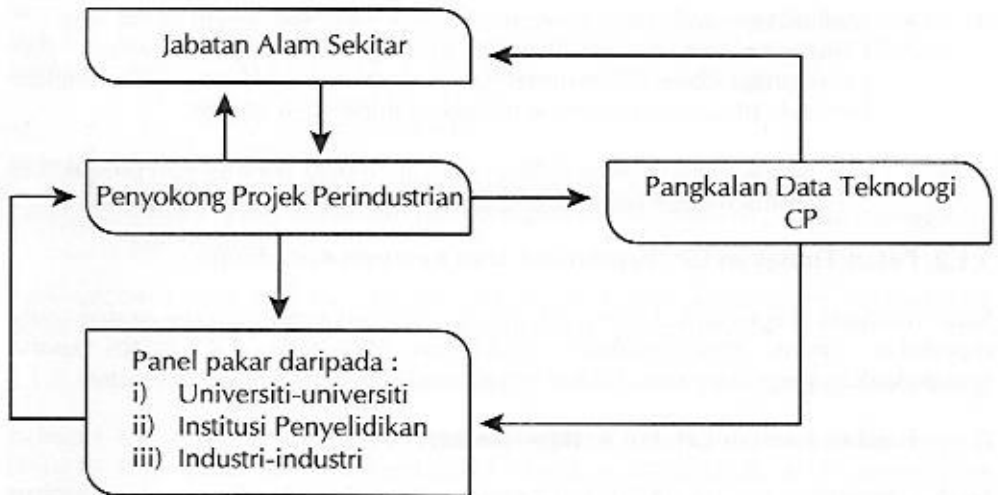 Jabatan Alam Sekitar
Penyokong Projek Perindustrian
Pangkalan Data Teknologi
CP
Panel pakar daripada :
i) Universiti-universiti
ii) Institusi Penyelidikan
iii) Industri-industri